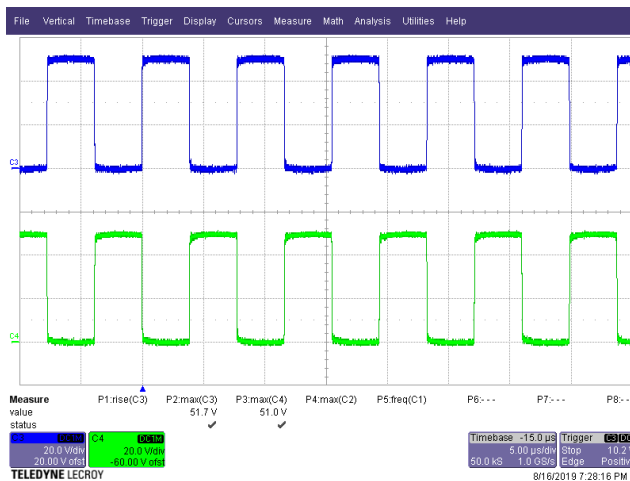 File Vertical Timebase Trigger Display Cursors Measure Math Analysis Utilities Help
C3
C4
Measure P1:rise(C3) P2:max(C3) P3:max(C4) P4:max(C2) P5:freq(C1) P6:- - - P7:- - - P8:- -
value 51.7 V 51.0 V
status
C3 DC1M C4 DC1M Timebase -15.0 µs Trigger C3 DC
20.0 V/div 20.0 V/div 5.00 µs/div Stop 10.2
20.00 V ofst -60.00 V ofst 50.0 kS 1.0 GS/s Edge Positiv
TELEDYNE LECROY 8/16/2019 7:28:16 PM